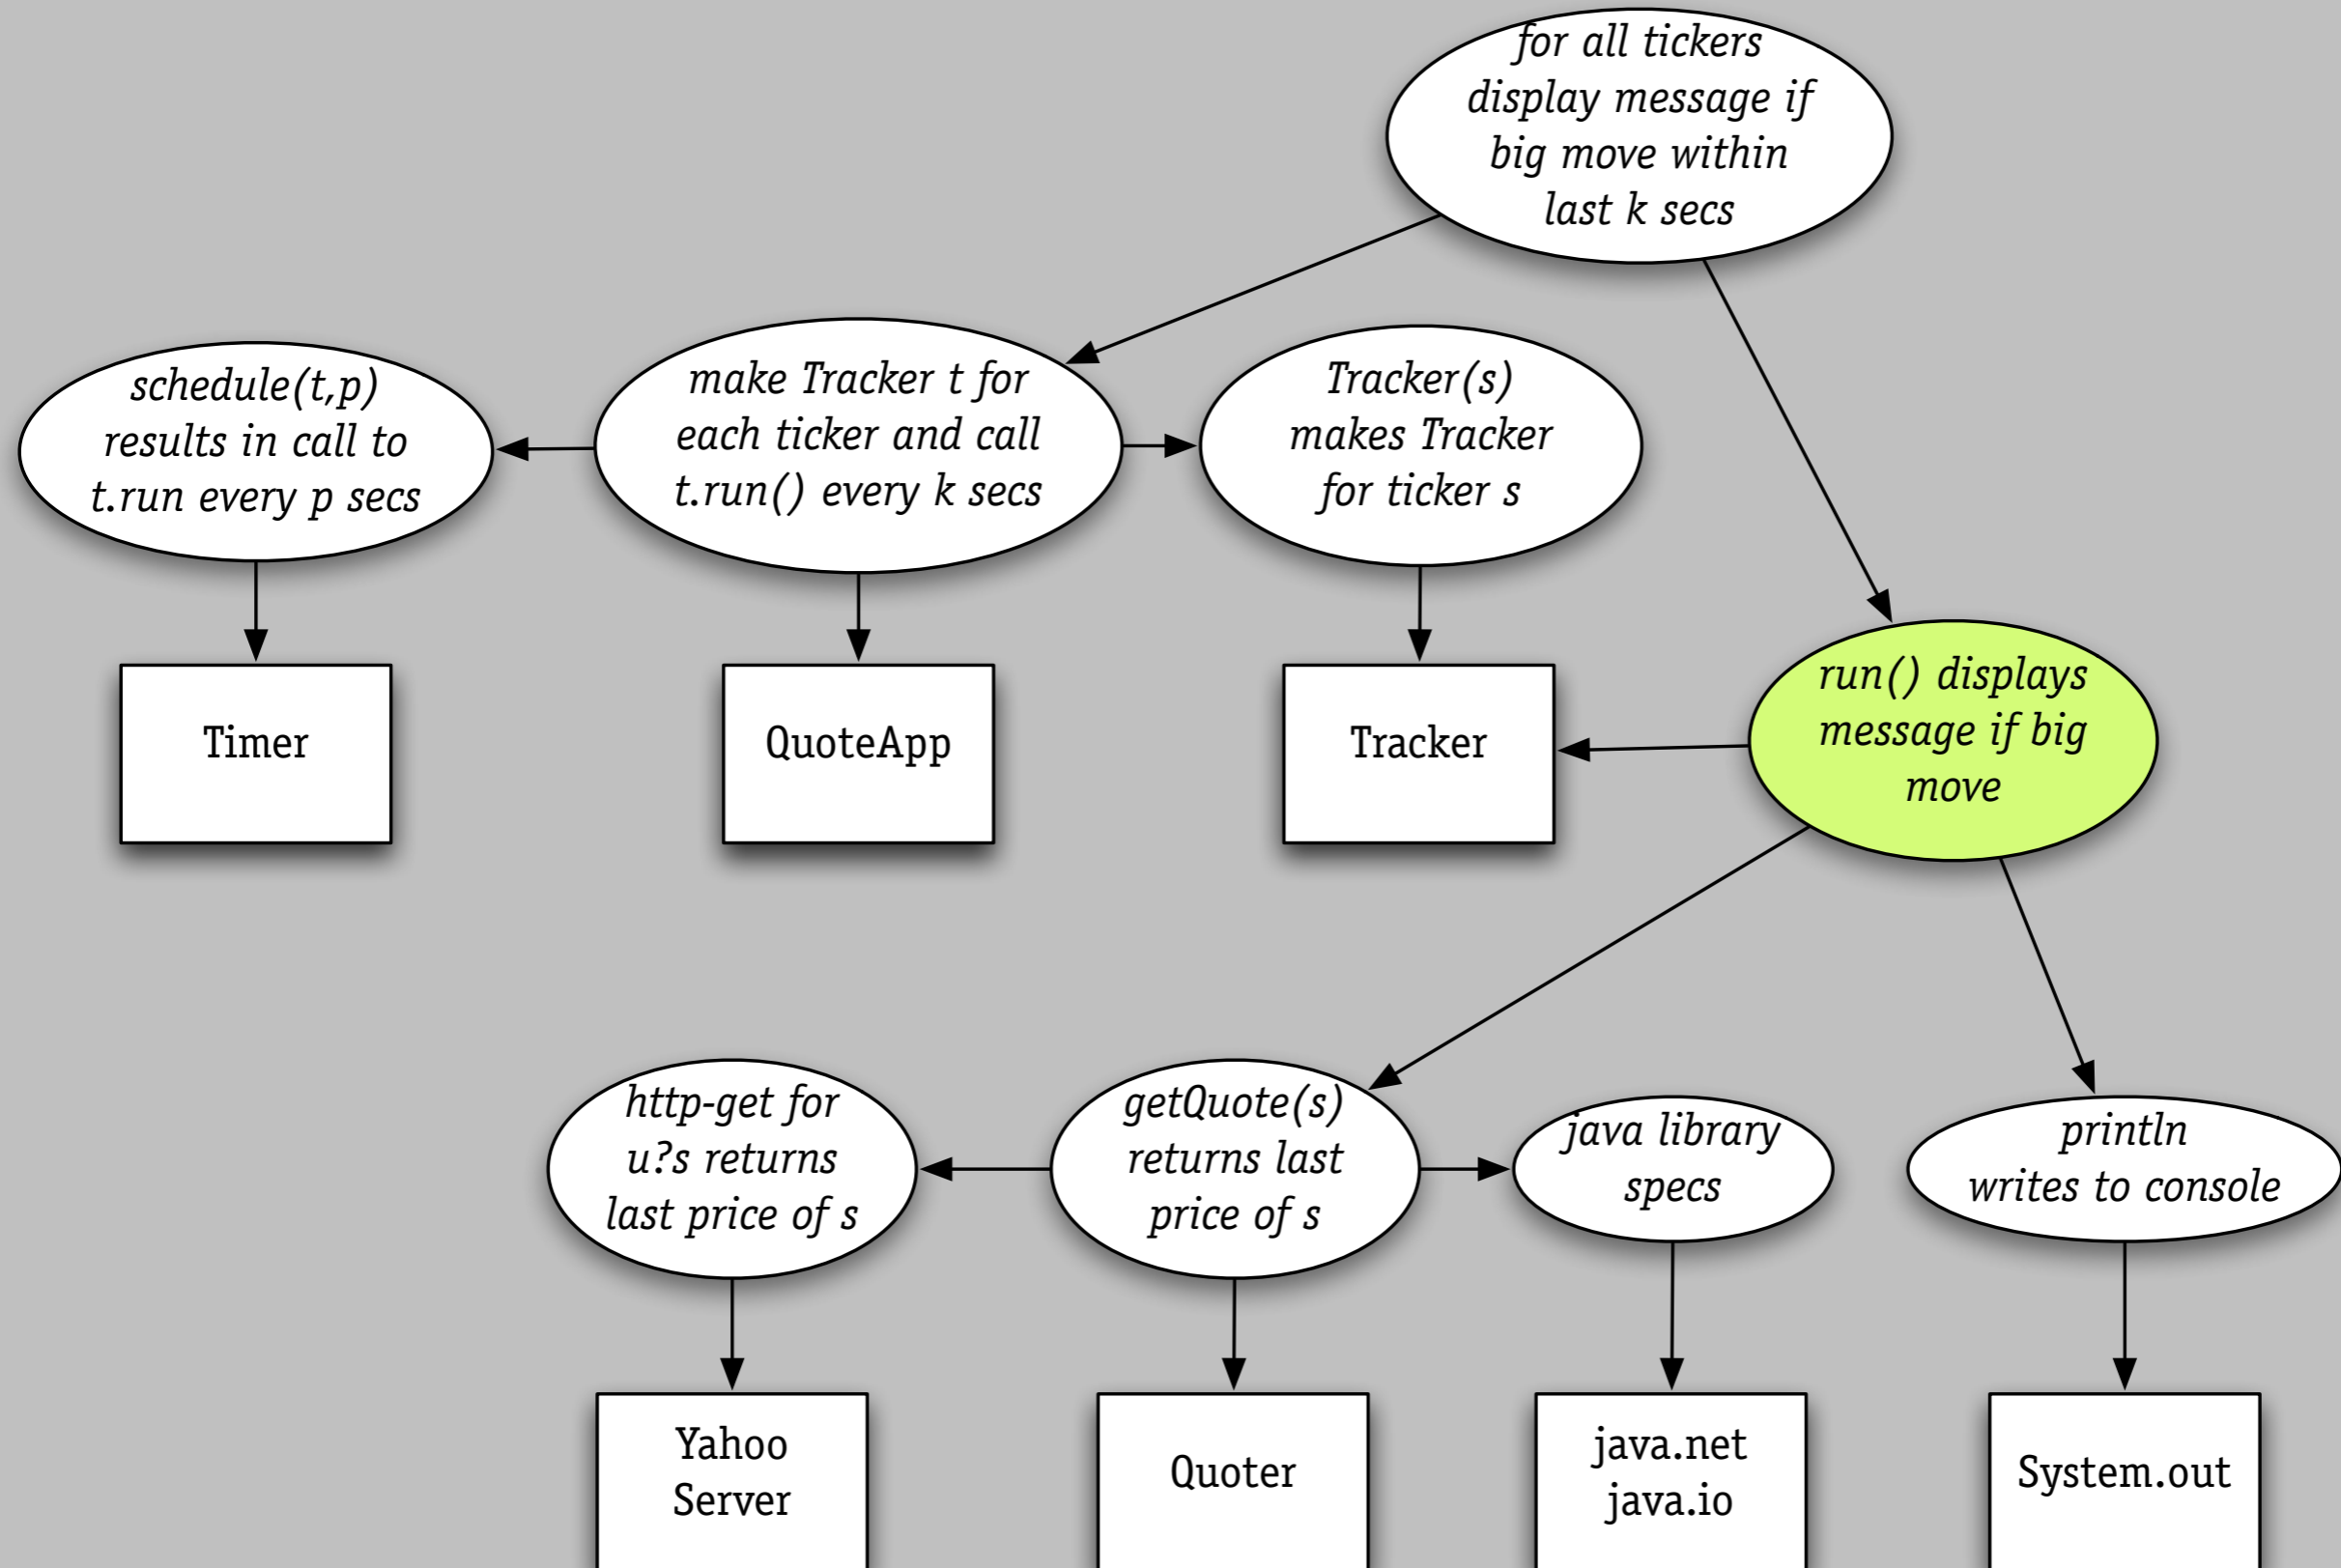 for all tickers
display message if
big move within
last k secs
schedule(t,p)
results in call to
t.run every p secs
make Tracker t for
each ticker and call
t.run() every k secs
Tracker(s)
makes Tracker
for ticker s
run() displays
message if big
move
Timer
QuoteApp
Tracker
http-get for
u?s returns
last price of s
getQuote(s)
returns last
price of s
java library
specs
println
writes to console
Yahoo
Server
Quoter
java.net
java.io
System.out